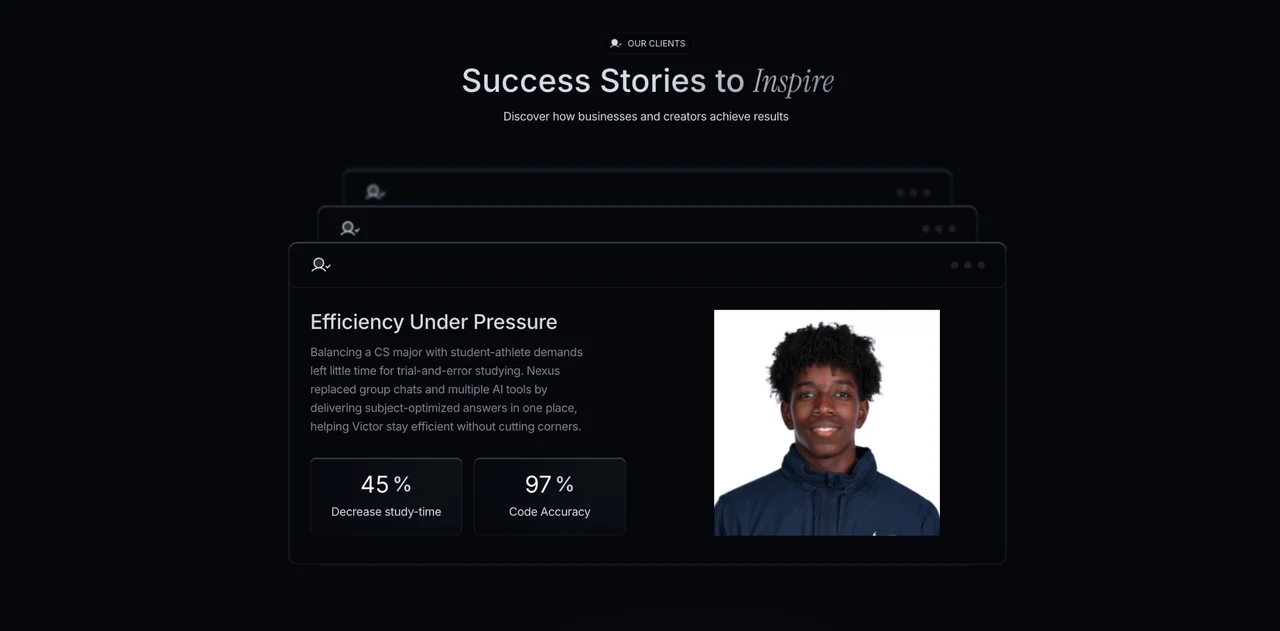 OUR CLIENTS
Success Stories to Inspire
Discover how businesses and creators achieve results
Efficiency Under Pressure
Balancing a CS major with student-athlete demands
left little time for trial-and-error studying. Nexus
replaced group chats and multiple AI tools by
delivering subject-optimized answers in one place,
helping Victor stay efficient without cutting corners.
45 %
Decrease study-time
97 %
Code Accuracy